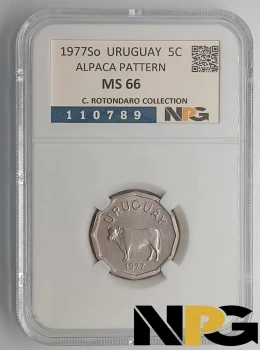 1977So URUGUAY 5C
ALPACA PATTERN
MS 66
C. ROTONDARO COLLECTION
110789
NPG
URUGUAY
1977
NPG